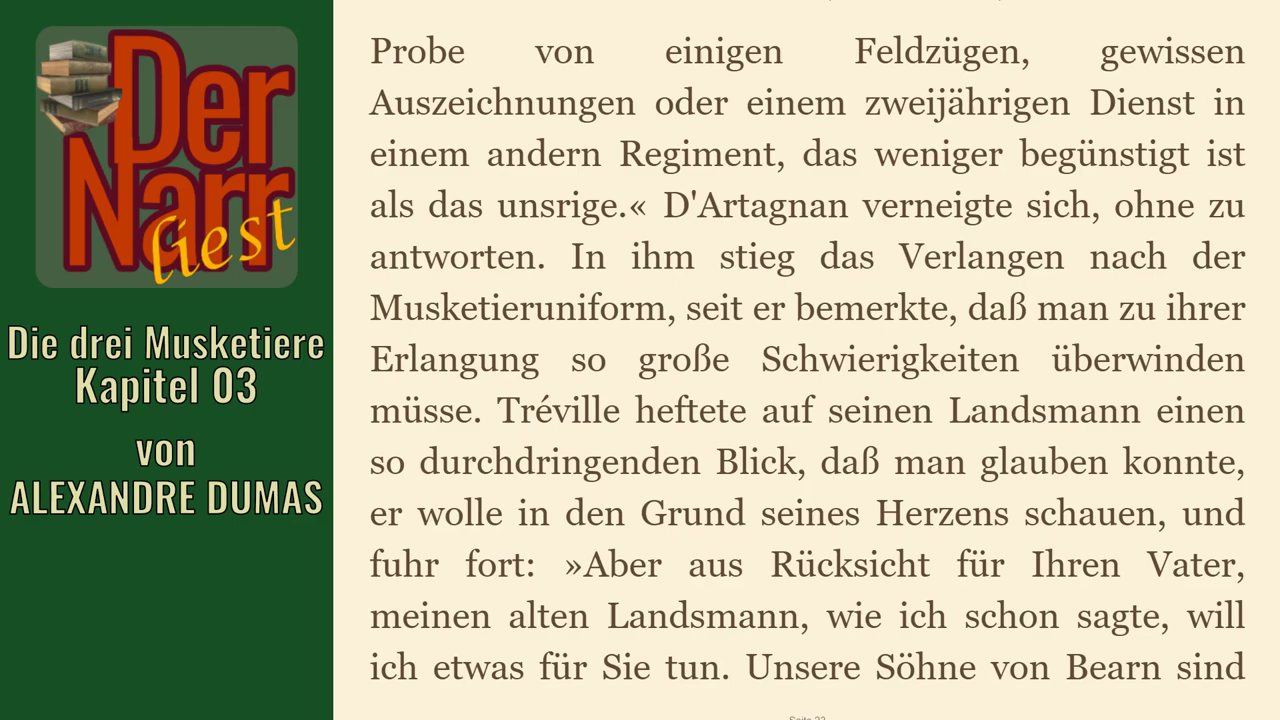 Der
Narr
liest
Die drei Musketiere
Kapitel 03
von
ALEXANDRE DUMAS
Probe von einigen Feldzügen, gewissen
Auszeichnungen oder einem zweijährigen Dienst in
einem andern Regiment, das weniger begünstigt ist
als das unsrige.« D'Artagnan verneigte sich, ohne zu
antworten. In ihm stieg das Verlangen nach der
Musketieruniform, seit er bemerkte, daß man zu ihrer
Erlangung so große Schwierigkeiten überwinden
müsse. Tréville heftete auf seinen Landsmann einen
so durchdringenden Blick, daß man glauben konnte,
er wolle in den Grund seines Herzens schauen, und
fuhr fort: »Aber aus Rücksicht für Ihren Vater,
meinen alten Landsmann, wie ich schon sagte, will
ich etwas für Sie tun. Unsere Söhne von Bearn sind